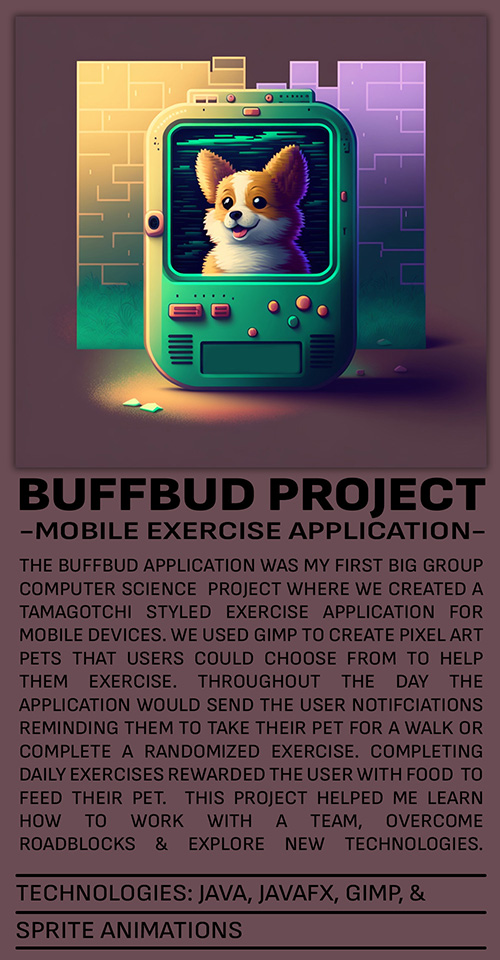 BUFFBUD PROJECT
–MOBILE EXERCISE APPLICATION–
THE BUFFBUD APPLICATION WAS MY FIRST BIG GROUP
COMPUTER SCIENCE PROJECT WHERE WE CREATED A
TAMAGOTCHI STYLED EXERCISE APPLICATION FOR
MOBILE DEVICES. WE USED GIMP TO CREATE PIXEL ART
PETS THAT USERS COULD CHOOSE FROM TO HELP
THEM EXERCISE. THROUGHOUT THE DAY THE
APPLICATION WOULD SEND THE USER NOTIFCIATIONS
REMINDING THEM TO TAKE THEIR PET FOR A WALK OR
COMPLETE A RANDOMIZED EXERCISE. COMPLETING
DAILY EXERCISES REWARDED THE USER WITH FOOD TO
FEED THEIR PET. THIS PROJECT HELPED ME LEARN
HOW TO WORK WITH A TEAM, OVERCOME
ROADBLOCKS & EXPLORE NEW TECHNOLOGIES.
TECHNOLOGIES: JAVA, JAVAFX, GIMP, &
SPRITE ANIMATIONS